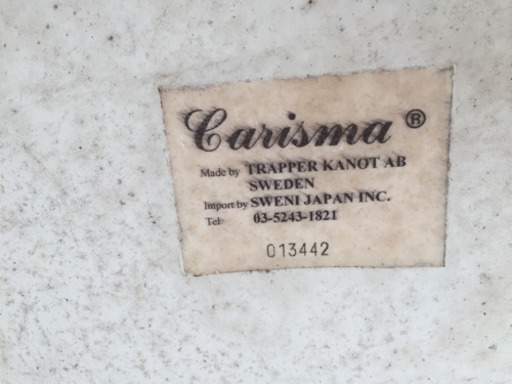 Carisma ®
Made by TRAPPER KANOT AB
SWEDEN
Import by SWENI JAPAN INC.
Tel 03-5243-1821
013442